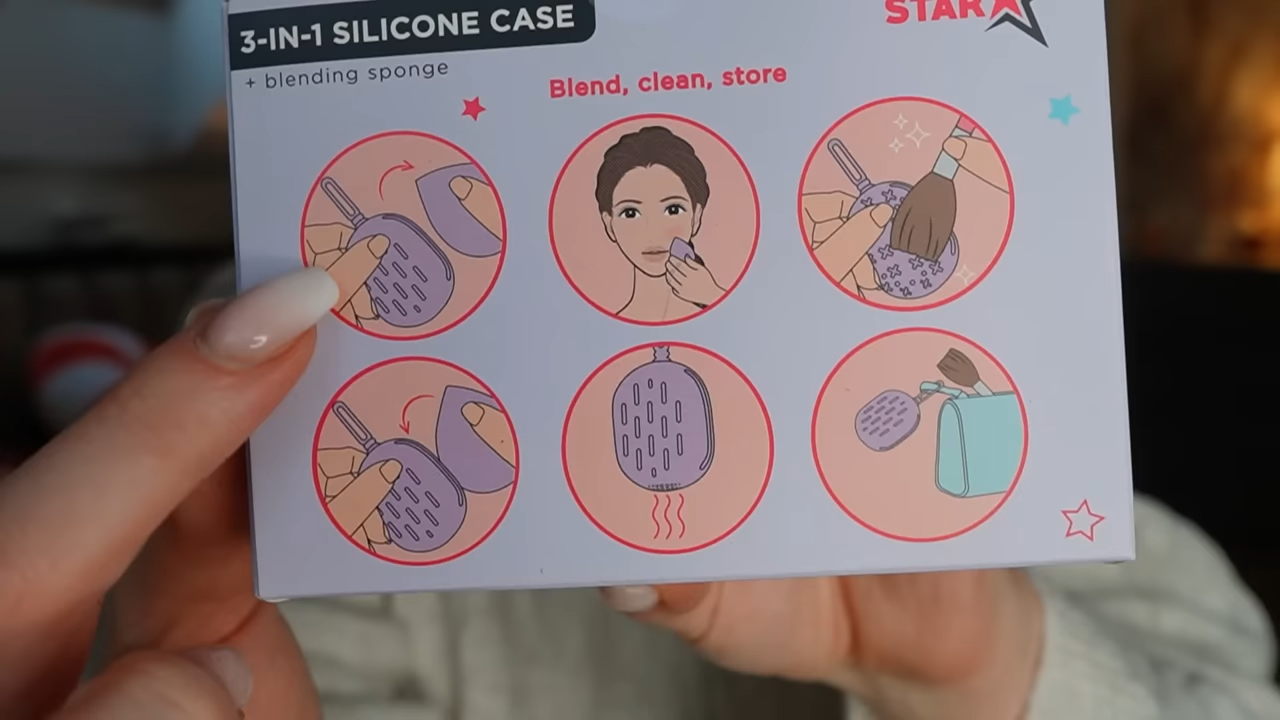 3-IN-1 SILICONE CASE
+ blending sponge
STAR
Blend, clean, store